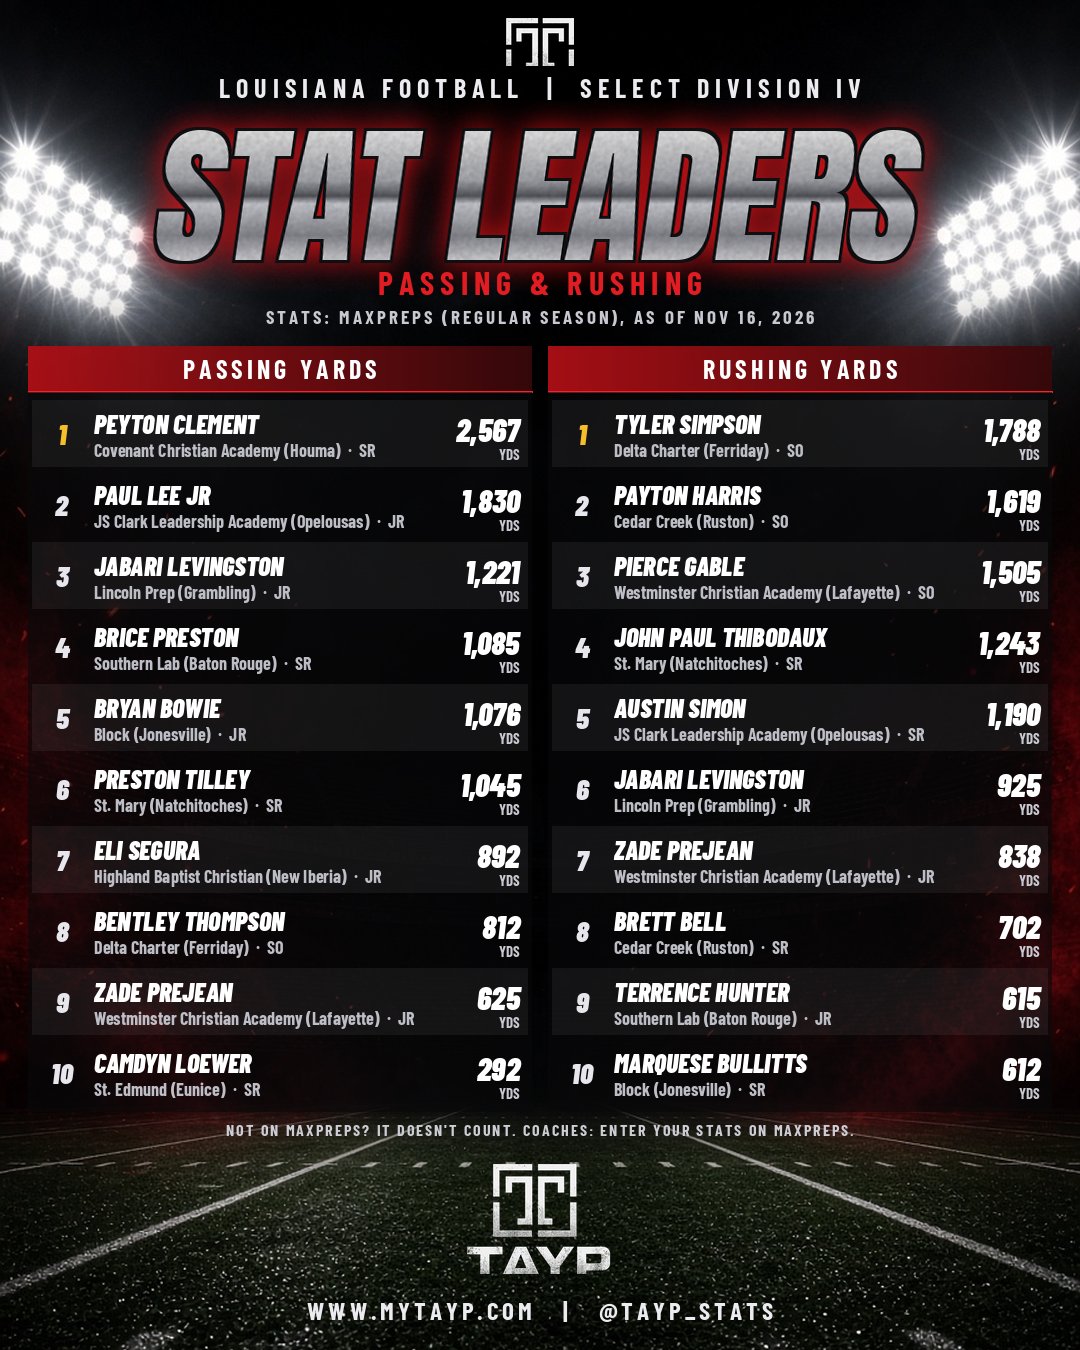 LOUISIANA FOOTBALL | SELECT DIVISION IV
STAT LEADERS
PASSING & RUSHING
STATS: MAXPREPS (REGULAR SEASON), AS OF NOV 16, 2026
PASSING YARDS
1 PEYTON CLEMENT 2,567
Covenant Christian Academy (Houma) · SR YDS
2 PAUL LEE JR 1,830
JS Clark Leadership Academy (Opelousas) · JR YDS
3 JABARI LEVINGSTON 1,221
Lincoln Prep (Grambling) · JR YDS
4 BRICE PRESTON 1,085
Southern Lab (Baton Rouge) · SR YDS
5 BRYAN BOWIE 1,076
Block (Jonesville) · JR YDS
6 PRESTON TILLEY 1,045
St. Mary (Natchitoches) · SR YDS
7 ELI SEGURA 892
Highland Baptist Christian (New Iberia) · JR YDS
8 BENTLEY THOMPSON 812
Delta Charter (Ferriday) · SO YDS
9 ZADE PREJEAN 625
Westminster Christian Academy (Lafayette) · JR YDS
10 CAMDYN LOEWER 292
St. Edmund (Eunice) · SR YDS
RUSHING YARDS
1 TYLER SIMPSON 1,788
Delta Charter (Ferriday) · SO YDS
2 PAYTON HARRIS 1,619
Cedar Creek (Ruston) · SO YDS
3 PIERCE GABLE 1,505
Westminster Christian Academy (Lafayette) · SO YDS
4 JOHN PAUL THIBODAUX 1,243
St. Mary (Natchitoches) · SR YDS
5 AUSTIN SIMON 1,190
JS Clark Leadership Academy (Opelousas) · SR YDS
6 JABARI LEVINGSTON 925
Lincoln Prep (Grambling) · JR YDS
7 ZADE PREJEAN 838
Westminster Christian Academy (Lafayette) · JR YDS
8 BRETT BELL 702
Cedar Creek (Ruston) · SR YDS
9 TERRENCE HUNTER 615
Southern Lab (Baton Rouge) · JR YDS
10 MARQUESE BULLITTS 612
Block (Jonesville) · SR YDS
NOT ON MAXPREPS? IT DOESN'T COUNT. COACHES: ENTER YOUR STATS ON MAXPREPS.
TAYP
WWW.MYTAYP.COM | @TAYP_STATS